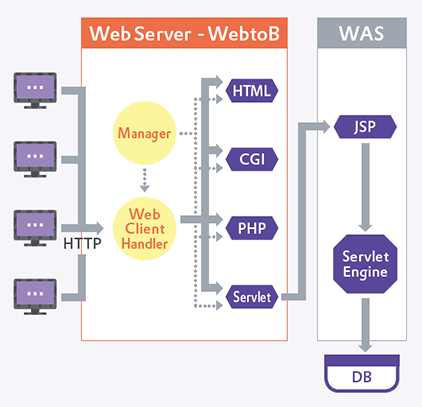 Web Server - WebtoB
WAS
HTML
Manager
JSP
CGI
Web
Client
Handler
PHP
HTTP
Servlet
Engine
Servlet
DB